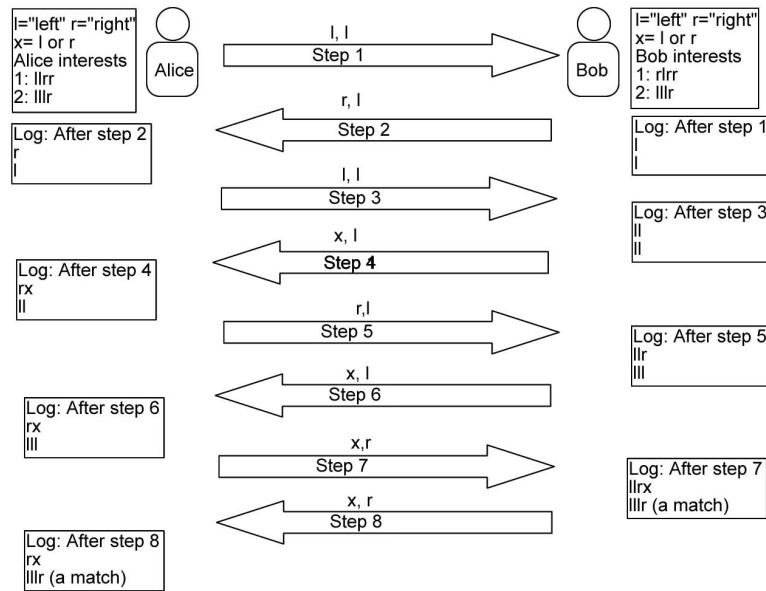 l="left" r="right"
x= l or r
Alice interests
1: llrr
2: lllr
Alice
l, l
Step 1
Bob
l="left" r="right"
x= l or r
Bob interests
1: rlrr
2: lllr
Log: After step 2
r
l
r, l
Step 2
Log: After step 1
l
l
l, l
Step 3
Log: After step 3
ll
ll
x, l
Step 4
Log: After step 4
rx
ll
r,l
Step 5
Log: After step 5
llr
lll
x, l
Step 6
Log: After step 6
rx
lll
x,r
Step 7
Log: After step 7
llrx
lllr (a match)
x, r
Step 8
Log: After step 8
rx
lllr (a match)